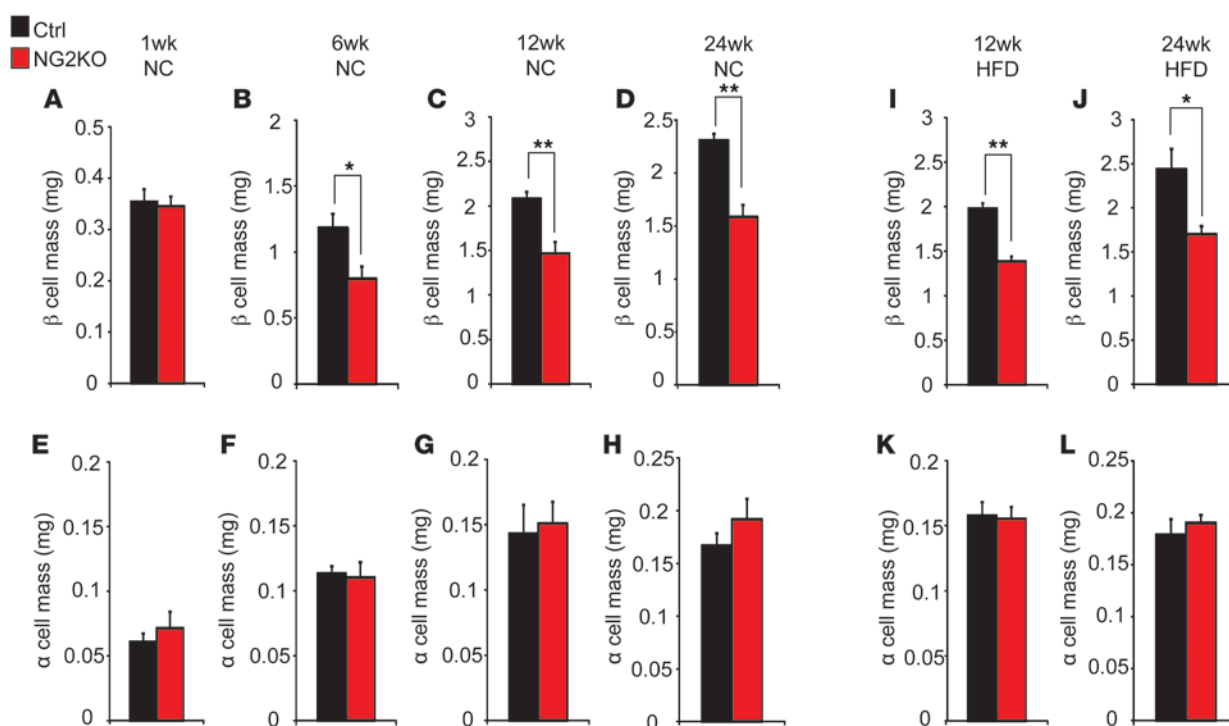 Ctrl
NG2KO
1wk
NC
6wk
NC
12wk
NC
24wk
NC
12wk
HFD
24wk
HFD
A
β cell mass (mg)
0.5
0.4
0.3
0.2
0.1
0
B
β cell mass (mg)
2
1.5
1
0.5
0
*
C
β cell mass (mg)
3
2.5
2
1.5
1
0.5
0
**
D
β cell mass (mg)
2.5
2
1.5
1
0.5
0
**
I
β cell mass (mg)
3
2.5
2
1.5
1
0.5
0
**
J
β cell mass (mg)
3
2.5
2
1.5
1
0.5
0
*
E
α cell mass (mg)
0.2
0.15
0.1
0.05
0
F
α cell mass (mg)
0.2
0.15
0.1
0.05
0
G
α cell mass (mg)
0.2
0.15
0.1
0.05
0
H
α cell mass (mg)
0.25
0.2
0.15
0.1
0.05
0
K
α cell mass (mg)
0.2
0.15
0.1
0.05
0
L
α cell mass (mg)
0.25
0.2
0.15
0.1
0.05
0